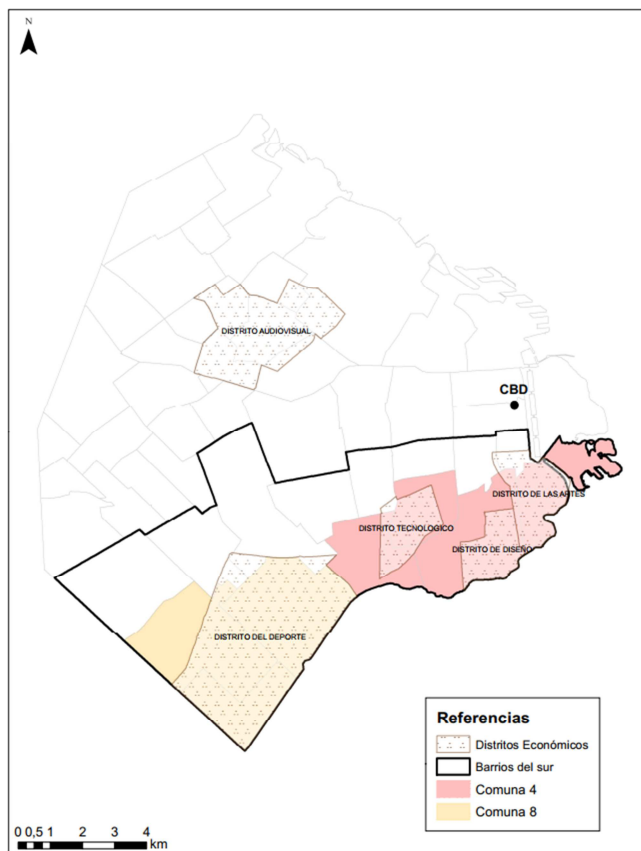 N
DISTRITO AUDIOVISUAL
CBD
DISTRITO DE LAS ARTES
DISTRITO TECNOLOGICO
DISTRITO DE DISEÑO
DISTRITO DEL DEPORTE
Referencias
Distritos Económicos
Barrios del sur
Comuna 4
Comuna 8
0 0,5 1 2 3 4
km